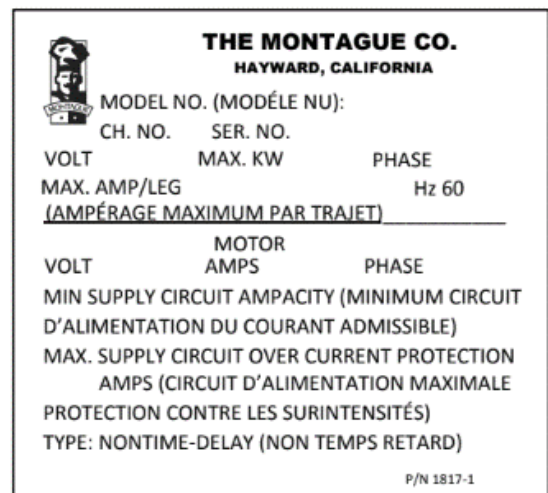 THE MONTAGUE CO.
HAYWARD, CALIFORNIA
MONTAGUE
MODEL NO. (MODÉLE NU):
CH. NO. SER. NO.
VOLT MAX. KW PHASE
MAX. AMP/LEG Hz 60
(AMPÉRAGE MAXIMUM PAR TRAJET)
MOTOR
VOLT AMPS PHASE
MIN SUPPLY CIRCUIT AMPACITY (MINIMUM CIRCUIT
D'ALIMENTATION DU COURANT ADMISSIBLE)
MAX. SUPPLY CIRCUIT OVER CURRENT PROTECTION
AMPS (CIRCUIT D'ALIMENTATION MAXIMALE
PROTECTION CONTRE LES SURINTENSITÉS)
TYPE: NONTIME-DELAY (NON TEMPS RETARD)
P/N 1817-1